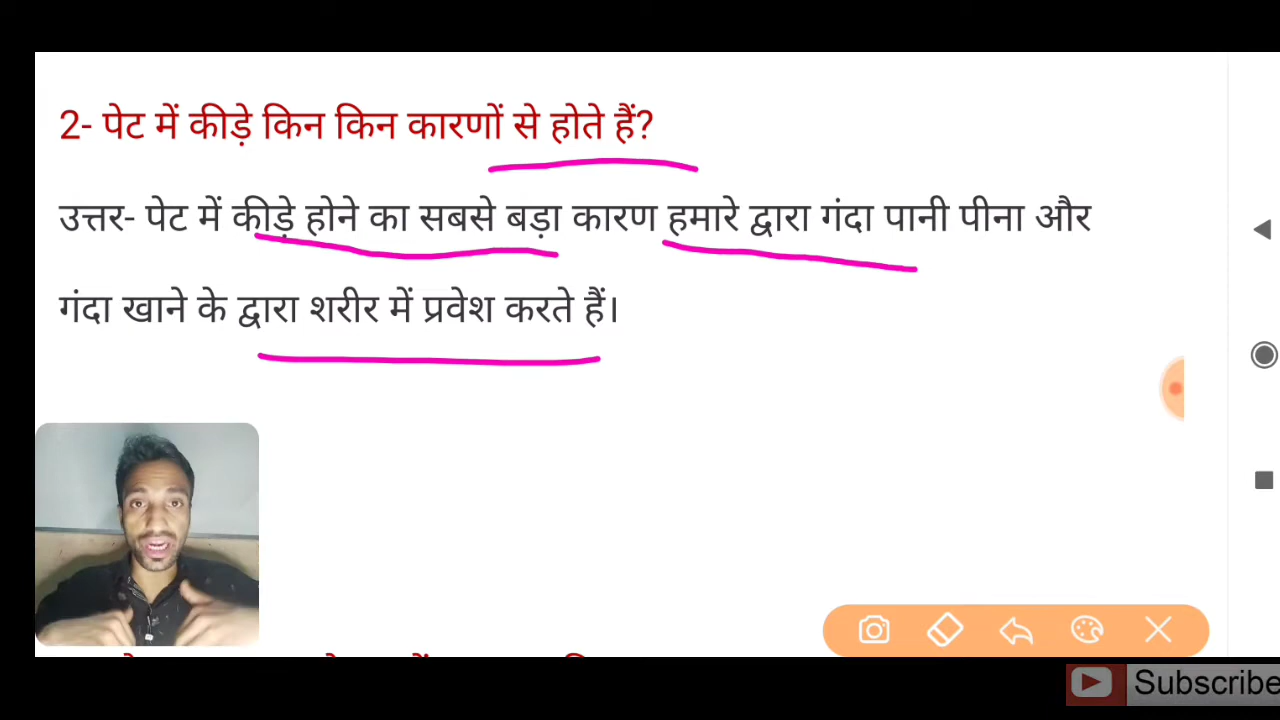 2- पेट में कीड़े किन किन कारणों से होते हैं?
उत्तर- पेट में कीड़े होने का सबसे बड़ा कारण हमारे द्वारा गंदा पानी पीना और
गंदा खाने के द्वारा शरीर में प्रवेश करते हैं।
Subscribe